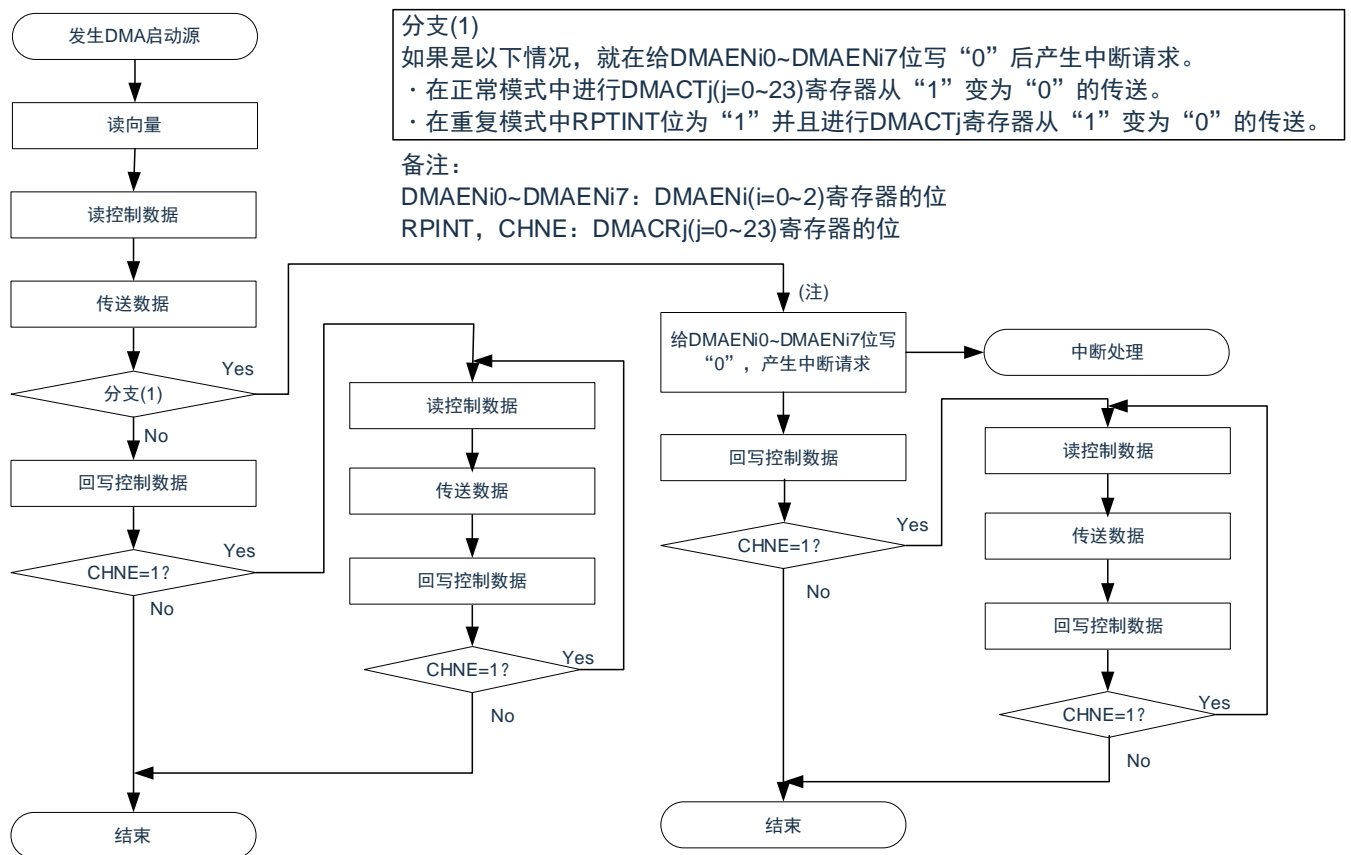 发生DMA启动源
读向量
读控制数据
传送数据
分支(1)
Yes
No
回写控制数据
CHNE=1?
Yes
No
结束
分支(1)
如果是以下情况，就在给DMAENi0~DMAENi7位写“0”后产生中断请求。
·在正常模式中进行DMACTj(j=0~23)寄存器从“1”变为“0”的传送。
·在重复模式中RPTINT位为“1”并且进行DMACTj寄存器从“1”变为“0”的传送。
备注：
DMAENi0~DMAENi7：DMAENi(i=0~2)寄存器的位
RPINT，CHNE：DMACRj(j=0~23)寄存器的位
读控制数据
传送数据
回写控制数据
CHNE=1?
Yes
No
(注)
给DMAENi0~DMAENi7位写
“0”，产生中断请求
中断处理
回写控制数据
CHNE=1?
Yes
No
结束
读控制数据
传送数据
回写控制数据
CHNE=1?
Yes
No